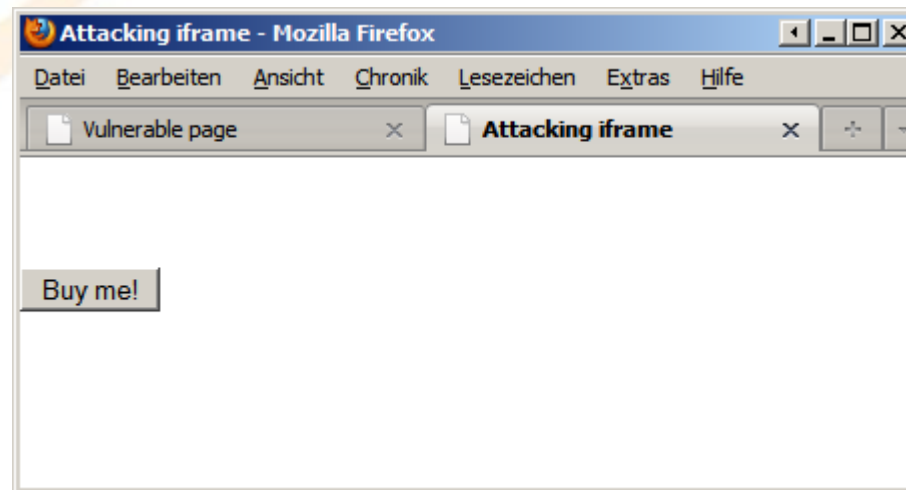 Attacking iframe - Mozilla Firefox
Datei Bearbeiten Ansicht Chronik Lesezeichen Extras Hilfe
Vulnerable page Attacking iframe
Buy me!